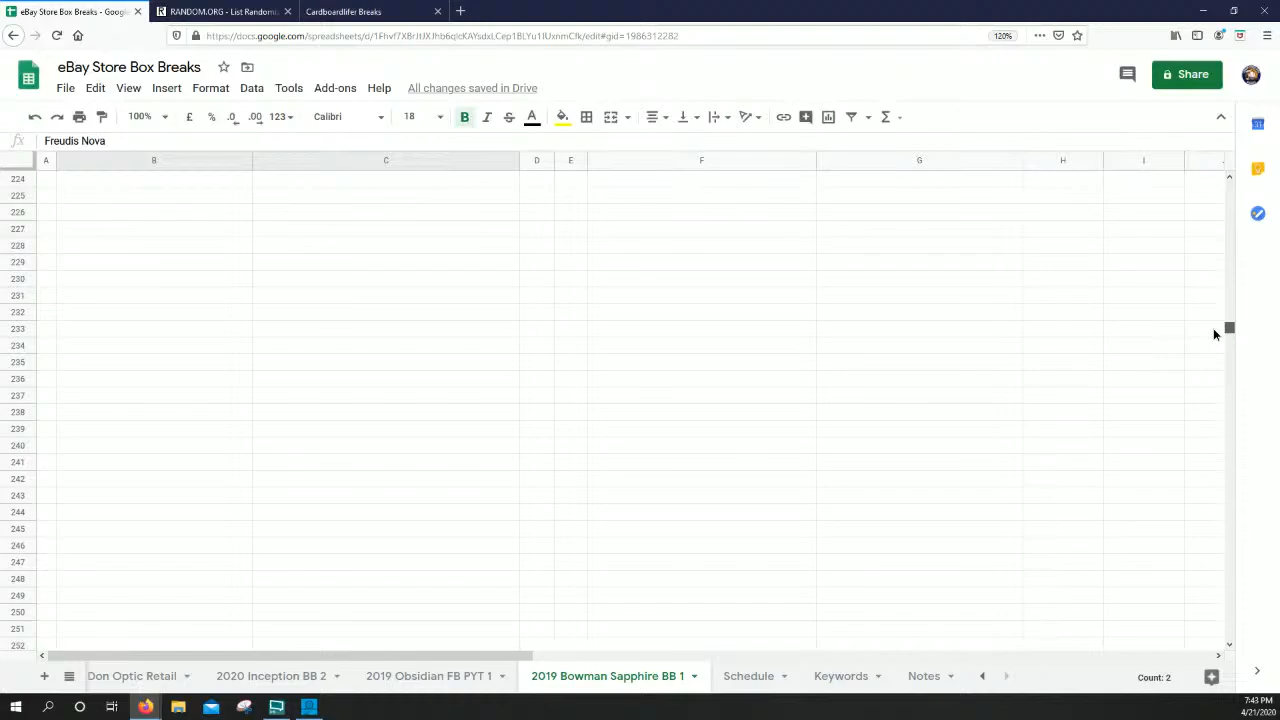 eBay Store Box Breaks - Google
RANDOM.ORG - List Randomi
Cardboardlifer Breaks
120%
eBay Store Box Breaks
File Edit View Insert Format Data Tools Add-ons Help All changes saved in Drive
Share
100% £ % .0 .00 123 Calibri 18 B I S A
fx Freudis Nova
A B C D E F G H I
224
225
226
227
228
229
230
231
232
233
234
235
236
237
238
239
240
241
242
243
244
245
246
247
248
249
250
251
252
Don Optic Retail 2020 Inception BB 2 2019 Obsidian FB PYT 1 2019 Bowman Sapphire BB 1 Schedule Keywords Notes Count: 2
7:43 PM
4/21/2020